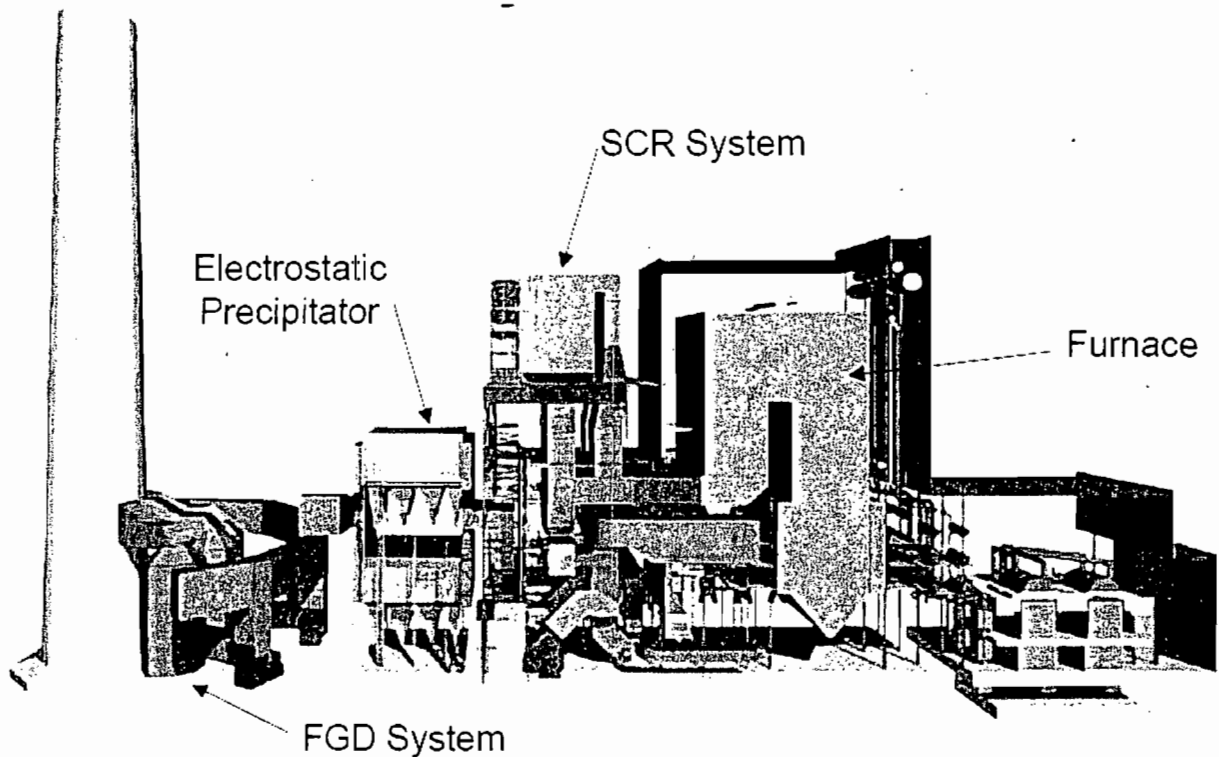 SCR System
Electrostatic
Precipitator
Furnace
FGD System